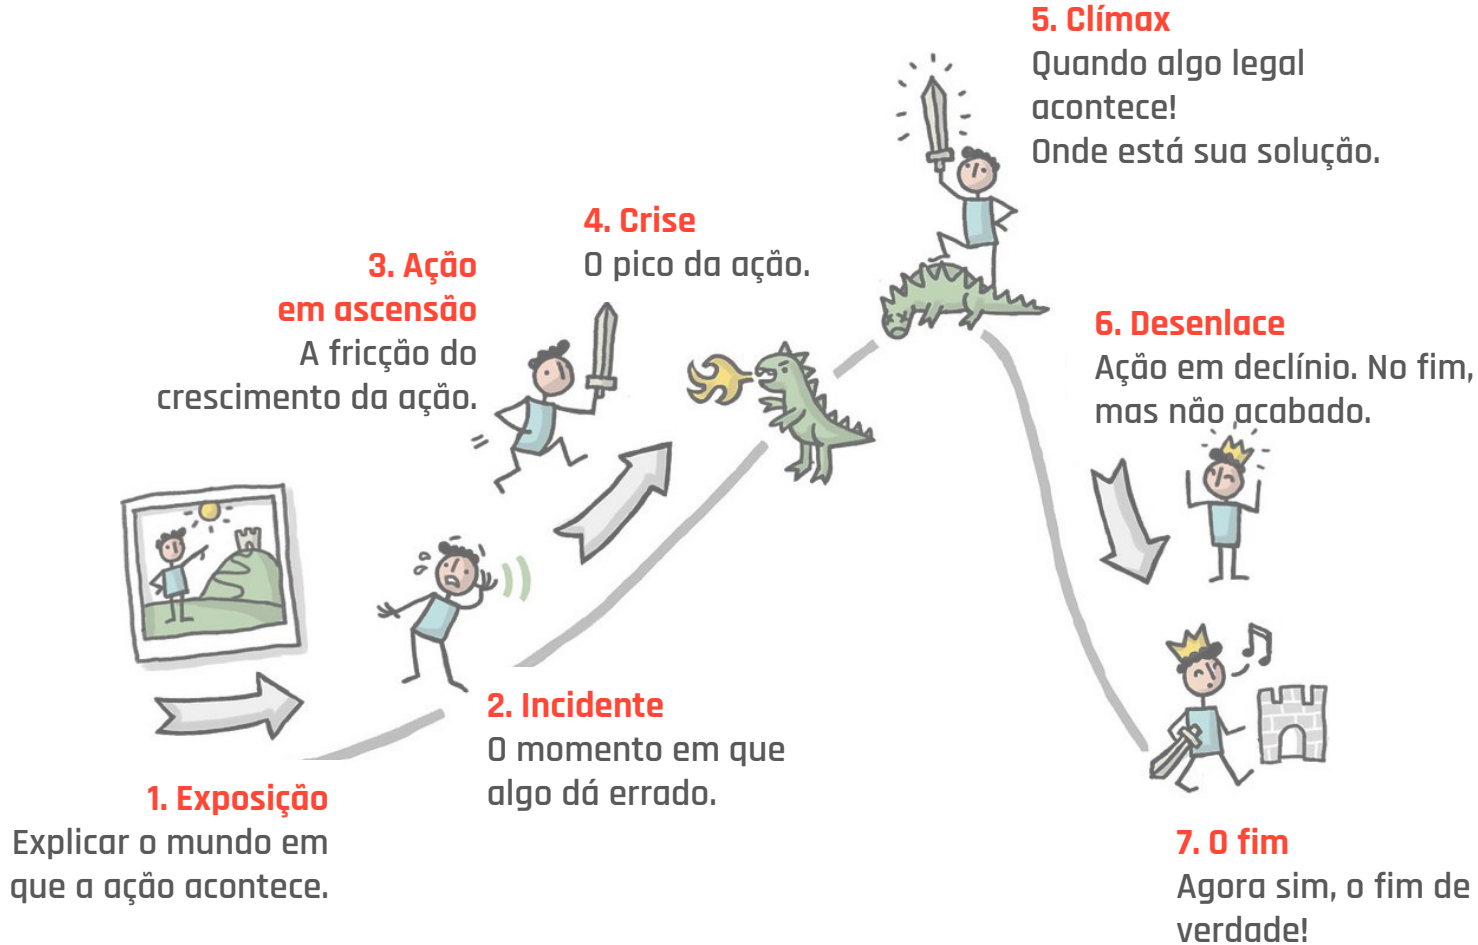 1. Exposição
Explicar o mundo em
que a ação acontece.
2. Incidente
O momento em que
algo dá errado.
3. Ação
em ascensão
A fricção do
crescimento da ação.
4. Crise
O pico da ação.
5. Clímax
Quando algo legal
acontece!
Onde está sua solução.
6. Desenlace
Ação em declínio. No fim,
mas não acabado.
7. O fim
Agora sim, o fim de
verdade!